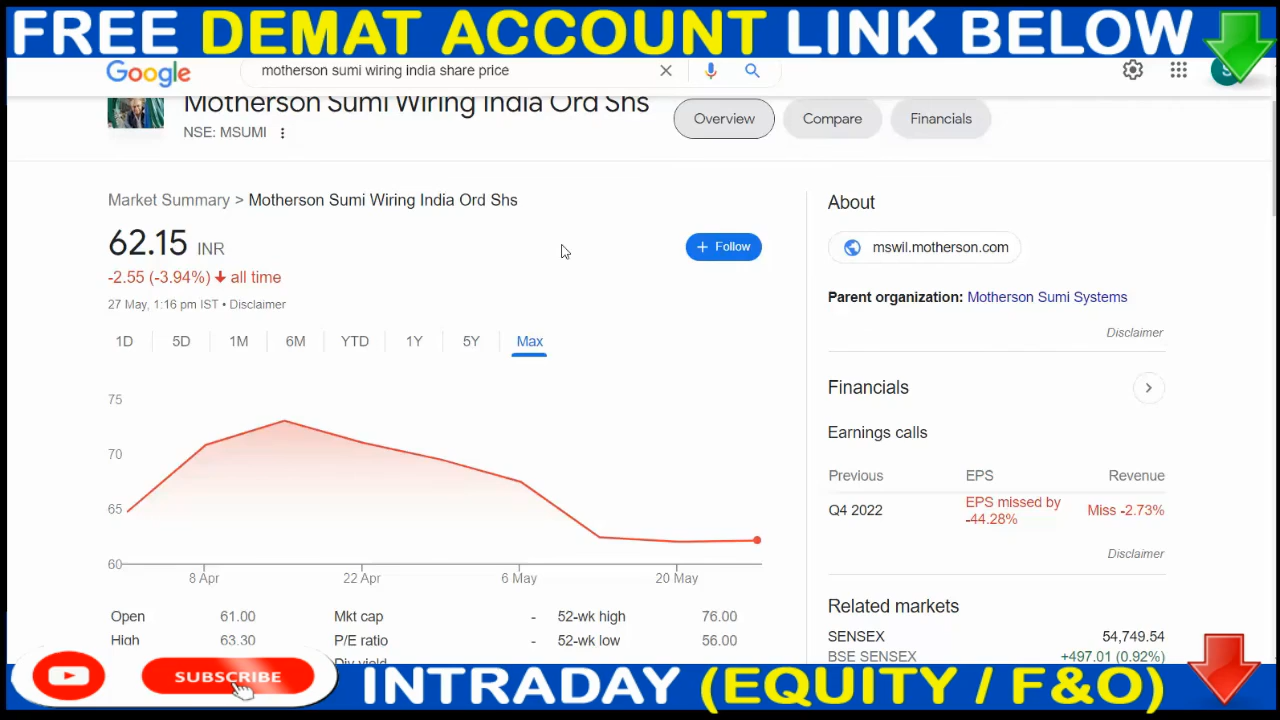 FREE DEMAT ACCOUNT LINK BELOW
Google
motherson sumi wiring india share price
Motherson Sumi Wiring India Ord Shs
NSE: MSUMI
Overview
Compare
Financials
Market Summary > Motherson Sumi Wiring India Ord Shs
62.15 INR
+ Follow
-2.55 (-3.94%) all time
27 May, 1:16 pm IST • Disclaimer
1D 5D 1M 6M YTD 1Y 5Y Max
75
70
65
60
8 Apr 22 Apr 6 May 20 May
Open 61.00 Mkt cap - 52-wk high 76.00
High 63.30 P/E ratio - 52-wk low 56.00
Div yield
About
mswil.motherson.com
Parent organization: Motherson Sumi Systems
Disclaimer
Financials
Earnings calls
Previous EPS Revenue
Q4 2022 EPS missed by -44.28% Miss -2.73%
Disclaimer
Related markets
SENSEX 54,749.54
BSE SENSEX +497.01 (0.92%)
SUBSCRIBE
INTRADAY (EQUITY / F&O)